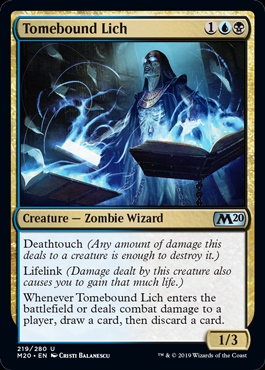 Tomebound Lich 1
Creature — Zombie Wizard M20
Deathtouch (Any amount of damage this
deals to a creature is enough to destroy it.)
Lifelink (Damage dealt by this creature also
causes you to gain that much life.)
Whenever Tomebound Lich enters the
battlefield or deals combat damage to a
player, draw a card, then discard a card.
1/3
219/280 U
M20 • EN Cristi Balanescu ™ & © 2019 Wizards of the Coast